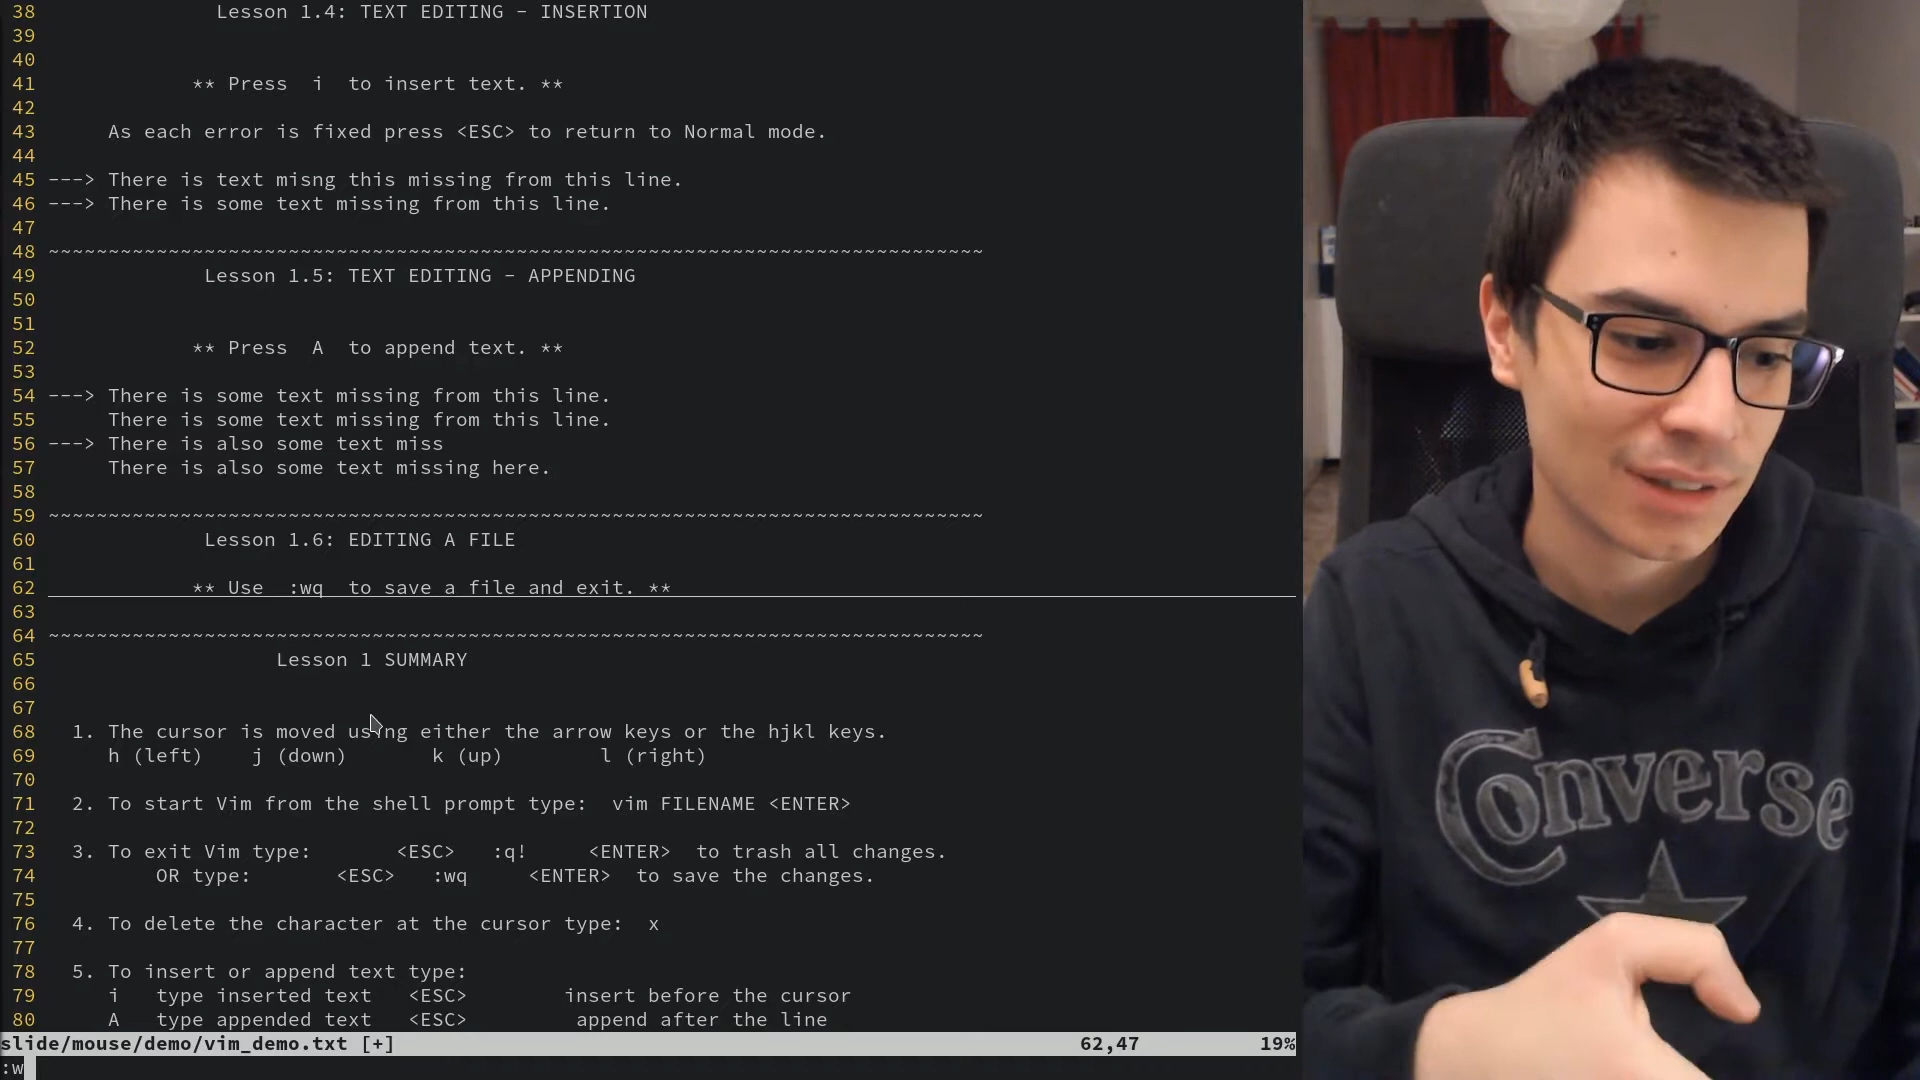 38 Lesson 1.4: TEXT EDITING - INSERTION
39
40
41 ** Press  i  to insert text. **
42
43 As each error is fixed press <ESC> to return to Normal mode.
44
45 ---> There is text misng this missing from this line.
46 ---> There is some text missing from this line.
47
48 ~~~~~~~~~~~~~~~~~~~~~~~~~~~~~~~~~~~~~~~~~~~~~~~~~~~~~~~~~~~~~~~~~~~~~~~~~~~~~~
49 Lesson 1.5: TEXT EDITING - APPENDING
50
51
52 ** Press  A  to append text. **
53
54 ---> There is some text missing from this line.
55 There is some text missing from this line.
56 ---> There is also some text miss
57 There is also some text missing here.
58
59 ~~~~~~~~~~~~~~~~~~~~~~~~~~~~~~~~~~~~~~~~~~~~~~~~~~~~~~~~~~~~~~~~~~~~~~~~~~~~~~
60 Lesson 1.6: EDITING A FILE
61
62 ** Use  :wq  to save a file and exit. **
63
64 ~~~~~~~~~~~~~~~~~~~~~~~~~~~~~~~~~~~~~~~~~~~~~~~~~~~~~~~~~~~~~~~~~~~~~~~~~~~~~~
65 Lesson 1 SUMMARY
66
67
68 1. The cursor is moved using either the arrow keys or the hjkl keys.
69 h (left) j (down) k (up) l (right)
70
71 2. To start Vim from the shell prompt type:  vim FILENAME <ENTER>
72
73 3. To exit Vim type: <ESC> :q! <ENTER> to trash all changes.
74 OR type: <ESC> :wq <ENTER> to save the changes.
75
76 4. To delete the character at the cursor type:  x
77
78 5. To insert or append text type:
79 i type inserted text <ESC> insert before the cursor
80 A type appended text <ESC> append after the line
slide/mouse/demo/vim_demo.txt [+] 62,47 19%
:w
Converse